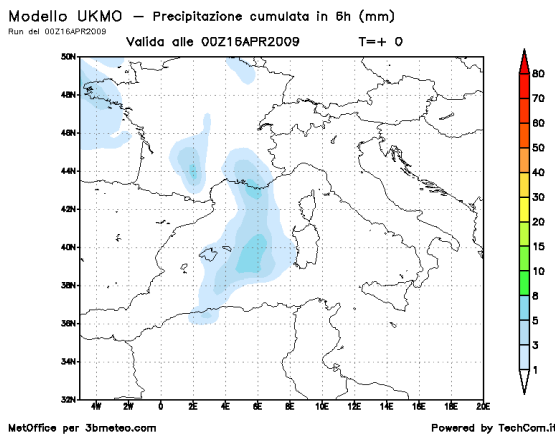 Modello UKMO – Precipitazione cumulata in 6h (mm)
Run del 00Z16APR2009
Valida alle 00Z16APR2009 T=+ 0
50N
48N
46N
44N
42N
40N
38N
36N
34N
32N
4W 2W 0 2E 4E 6E 8E 10E 12E 14E 16E 18E 20E
80
70
60
50
40
30
20
15
10
8
5
3
1
MetOffice per 3bmeteo.com Powered by TechCom.it